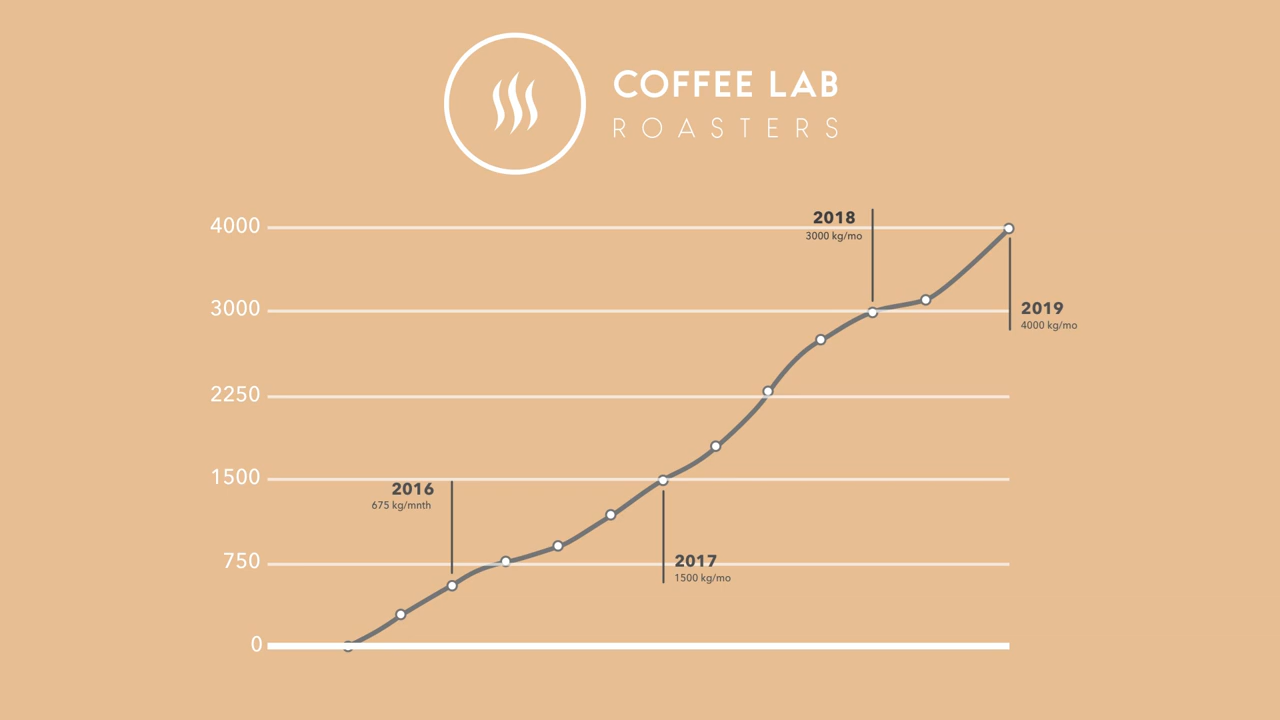 COFFEE LAB
ROASTERS
4000
3000
2250
1500
750
0
2016
675 kg/mnth
2017
1500 kg/mo
2018
3000 kg/mo
2019
4000 kg/mo